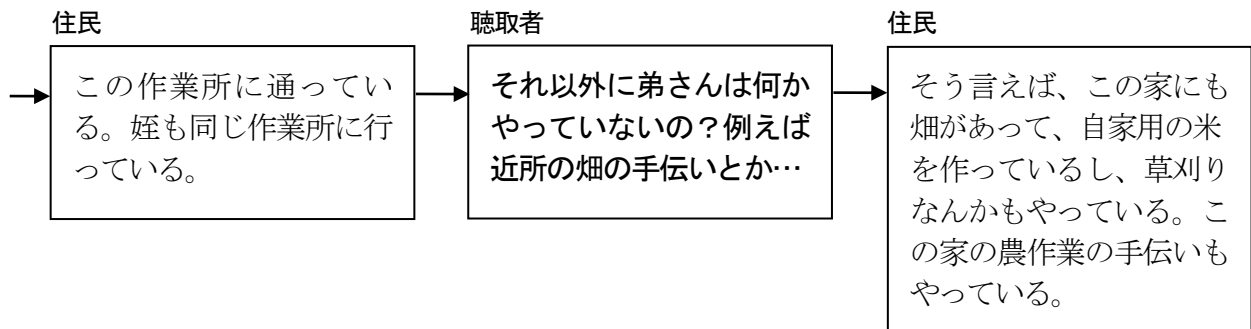 住民
この作業所に通ってい
る。姪も同じ作業所に行
っている。
聴取者
それ以外に弟さんは何か
やっていないの？例えば
近所の畑の手伝いとか…
住民
そう言えば、この家にも
畑があって、自家用の米
を作っているし、草刈り
なんかもやっている。こ
の家の農作業の手伝いも
やっている。